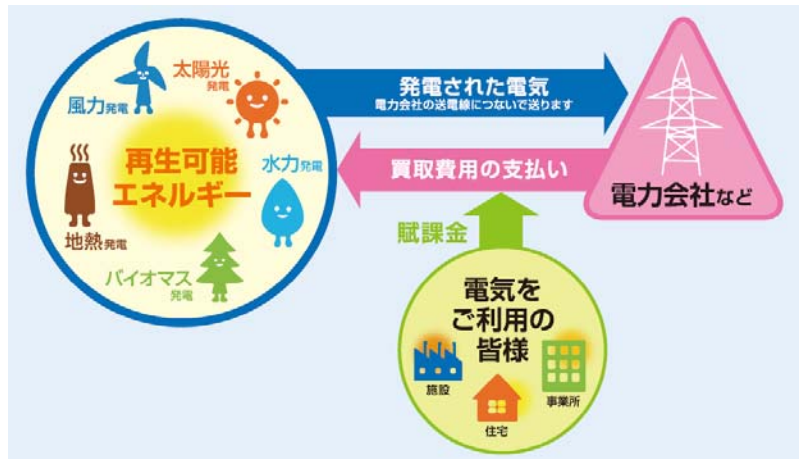 風力発電
太陽光
発電
再生可能
エネルギー
水力発電
地熱発電
バイオマス
発電
発電された電気
電力会社の送電線につないで送ります
買取費用の支払い
電力会社など
賦課金
電気を
ご利用の
皆様
施設
住宅
事業所